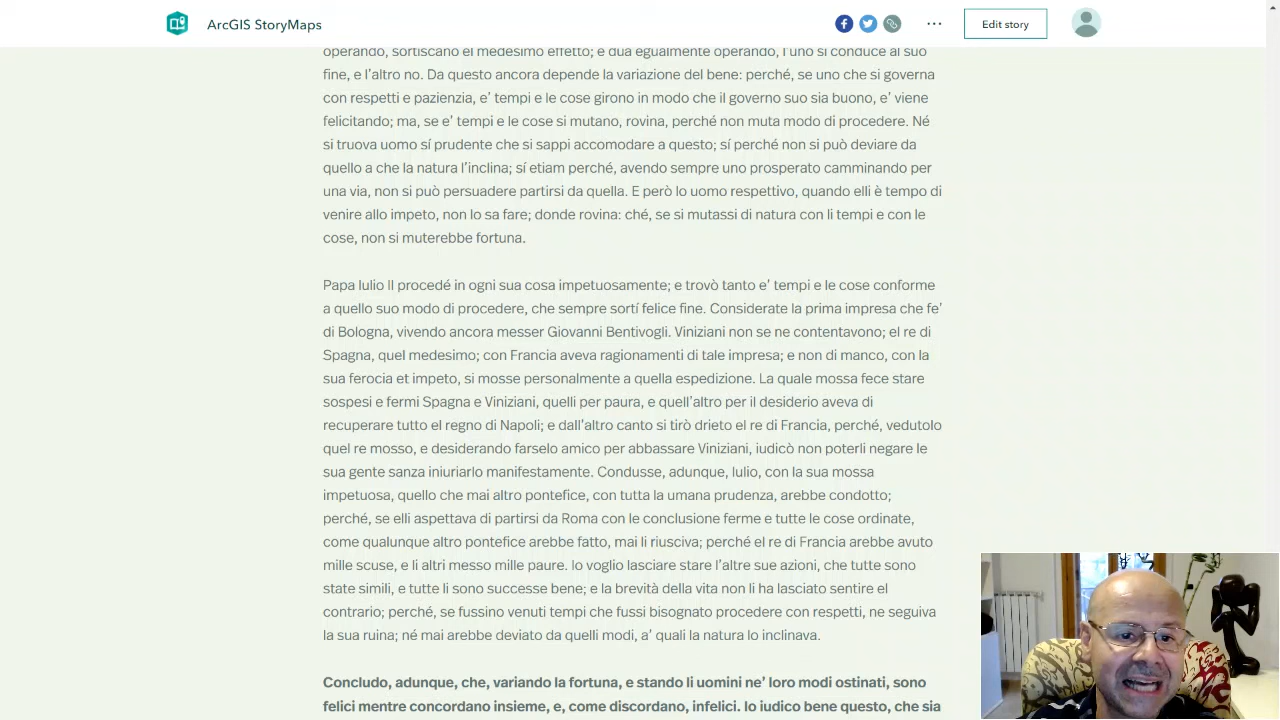 ArcGIS StoryMaps
Edit story
operando, sortiscano el medesimo effetto; e dua egualmente operando, l'uno si conduce al suo
fine, e l'altro no. Da questo ancora depende la variazione del bene: perché, se uno che si governa
con respetti e pazienzia, e' tempi e le cose girono in modo che il governo suo sia buono, e' viene
felicitando; ma, se e' tempi e le cose si mutano, rovina, perché non muta modo di procedere. Né
si truova uomo sí prudente che si sappi accomodare a questo; sí perché non si può deviare da
quello a che la natura l'inclina; sí etiam perché, avendo sempre uno prosperato camminando per
una via, non si può persuadere partirsi da quella. E però lo uomo respettivo, quando elli è tempo di
venire allo impeto, non lo sa fare; donde rovina: ché, se si mutassi di natura con li tempi e con le
cose, non si muterebbe fortuna.
Papa Iulio II procedé in ogni sua cosa impetuosamente; e trovò tanto e' tempi e le cose conforme
a quello suo modo di procedere, che sempre sortí felice fine. Considerate la prima impresa che fe'
di Bologna, vivendo ancora messer Giovanni Bentivogli. Viniziani non se ne contentavono; el re di
Spagna, quel medesimo; con Francia aveva ragionamenti di tale impresa; e non di manco, con la
sua ferocia et impeto, si mosse personalmente a quella espedizione. La quale mossa fece stare
sospesi e fermi Spagna e Viniziani, quelli per paura, e quell'altro per il desiderio aveva di
recuperare tutto el regno di Napoli; e dall'altro canto si tirò drieto el re di Francia, perché, vedutolo
quel re mosso, e desiderando farselo amico per abbassare Viniziani, iudicò non poterli negare le
sua gente sanza iniuriarlo manifestamente. Condusse, adunque, Iulio, con la sua mossa
impetuosa, quello che mai altro pontefice, con tutta la umana prudenza, arebbe condotto;
perché, se elli aspettava di partirsi da Roma con le conclusione ferme e tutte le cose ordinate,
come qualunque altro pontefice arebbe fatto, mai li riusciva; perché el re di Francia arebbe avuto
mille scuse, e li altri messo mille paure. Io voglio lasciare stare l'altre sue azioni, che tutte sono
state simili, e tutte li sono successe bene; e la brevità della vita non li ha lasciato sentire el
contrario; perché, se fussino venuti tempi che fussi bisognato procedere con respetti, ne seguiva
la sua ruina; né mai arebbe deviato da quelli modi, a' quali la natura lo inclinava.
Concludo, adunque, che, variando la fortuna, e stando li uomini ne' loro modi ostinati, sono
felici mentre concordano insieme, e, come discordano, infelici. Io iudico bene questo, che sia